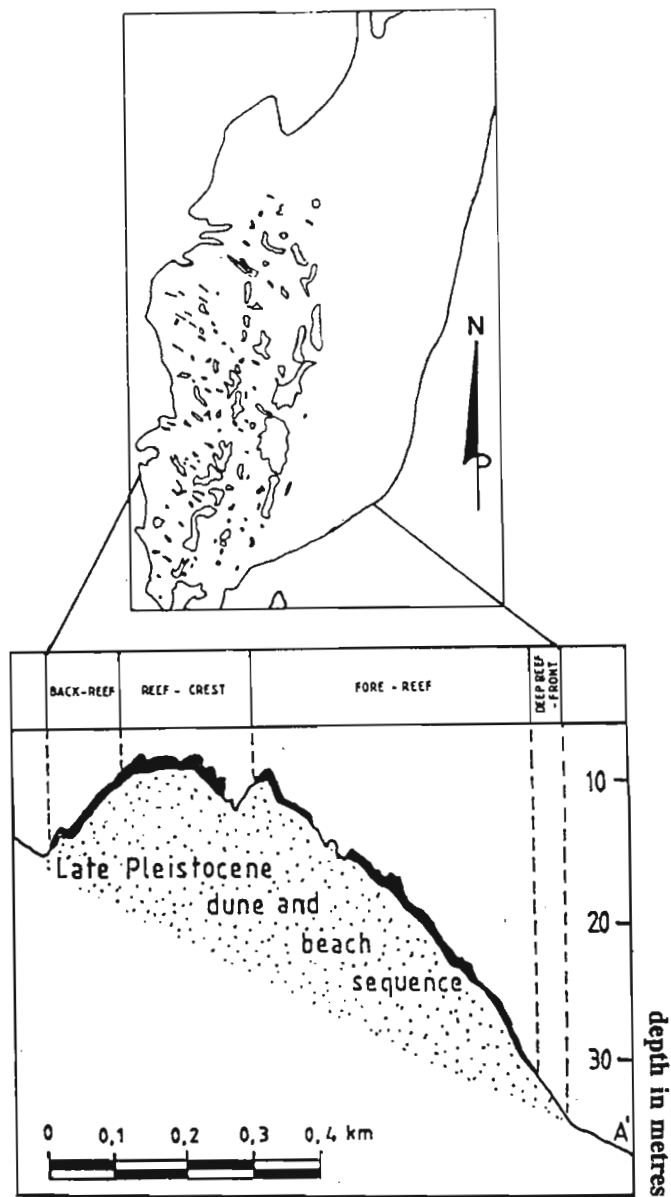 N
BACK-REEF
REEF - CREST
FORE - REEF
DEEP REEF
- FRONT
10
Late Pleistocene
dune and
beach
sequence
20
30
A'
0 0,1 0,2 0,3 0,4 km
depth in metres